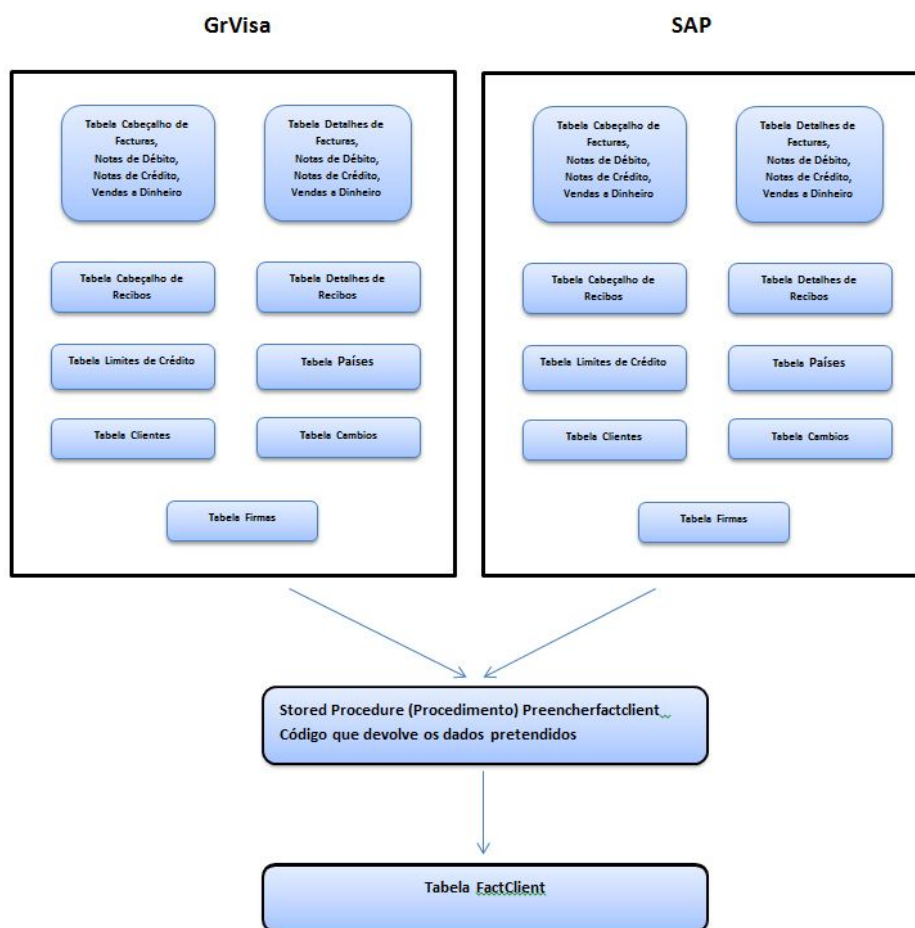 GrVisa
SAP
Tabela Cabeçalho de
Facturas,
Notas de Débito,
Notas de Crédito,
Vendas a Dinheiro
Tabela Detalhes de
Facturas,
Notas de Débito,
Notas de Crédito,
Vendas a Dinheiro
Tabela Cabeçalho de
Recibos
Tabela Detalhes de
Recibos
Tabela Limites de Crédito
Tabela Países
Tabela Clientes
Tabela Cambios
Tabela Firmas
Tabela Cabeçalho de
Facturas,
Notas de Débito,
Notas de Crédito,
Vendas a Dinheiro
Tabela Detalhes de
Facturas,
Notas de Débito,
Notas de Crédito,
Vendas a Dinheiro
Tabela Cabeçalho de
Recibos
Tabela Detalhes de
Recibos
Tabela Limites de Crédito
Tabela Países
Tabela Clientes
Tabela Cambios
Tabela Firmas
Stored Procedure (Procedimento) Preencherfactclient
Código que devolve os dados pretendidos
Tabela FactClient